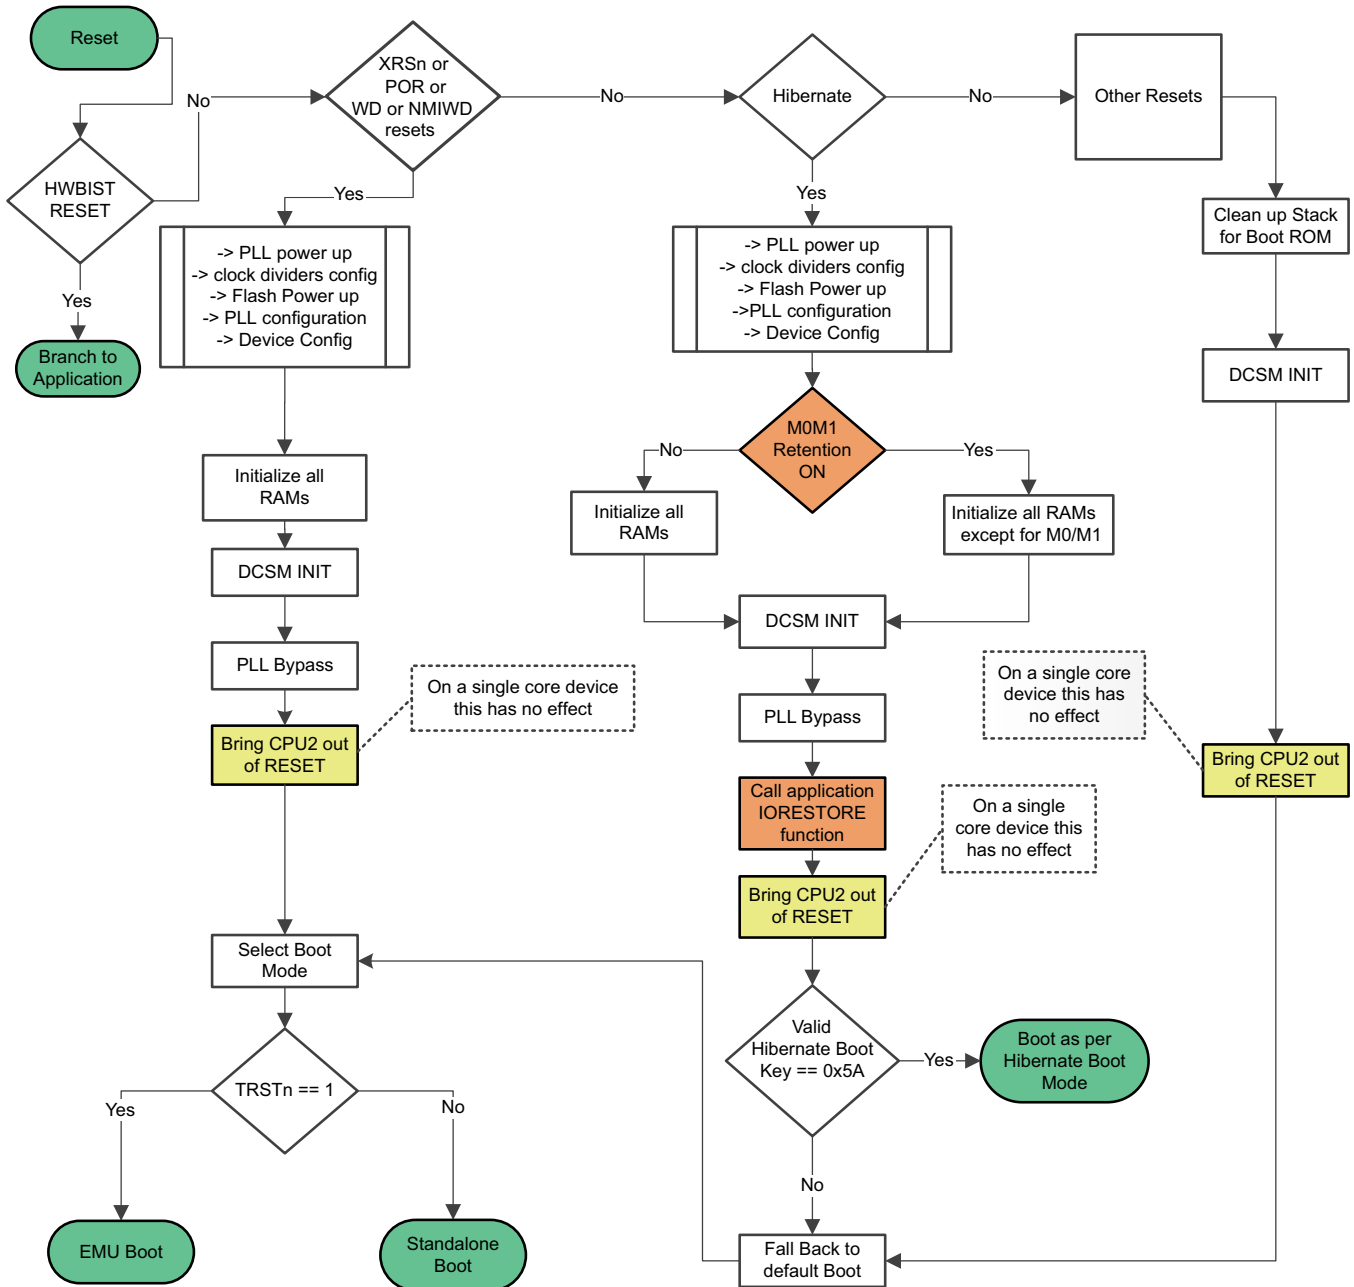 Reset
HWBIST
RESET
No
Yes
Branch to
Application
XRSn or
POR or
WD or NMIWD
resets
No
Yes
-> PLL power up
-> clock dividers config
-> Flash Power up
-> PLL configuration
-> Device Config
Initialize all
RAMs
DCSM INIT
PLL Bypass
On a single core device
this has no effect
Bring CPU2 out
of RESET
Select Boot
Mode
TRSTn == 1
Yes
No
EMU Boot
Standalone
Boot
Hibernate
No
Yes
-> PLL power up
-> clock dividers config
-> Flash Power up
->PLL configuration
-> Device Config
M0M1
Retention
ON
No
Yes
Initialize all
RAMs
Initialize all RAMs
except for M0/M1
DCSM INIT
PLL Bypass
Call application
IORESTORE
function
On a single
core device this
has no effect
Bring CPU2 out
of RESET
Valid
Hibernate Boot
Key == 0x5A
Yes
Boot as per
Hibernate Boot
Mode
No
Fall Back to
default Boot
Other Resets
Clean up Stack
for Boot ROM
DCSM INIT
On a single core
device this has
no effect
Bring CPU2 out
of RESET